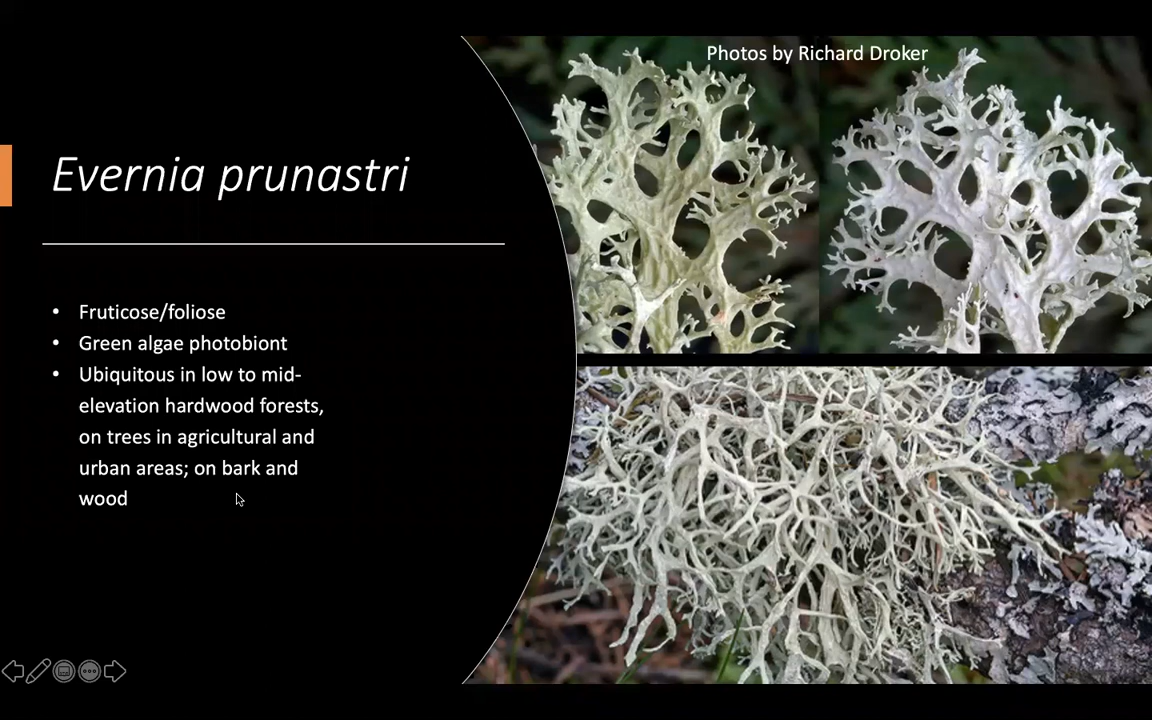 Photos by Richard Droker
Evernia prunastri
• Fruticose/foliose
• Green algae photobiont
• Ubiquitous in low to mid-
elevation hardwood forests,
on trees in agricultural and
urban areas; on bark and
wood